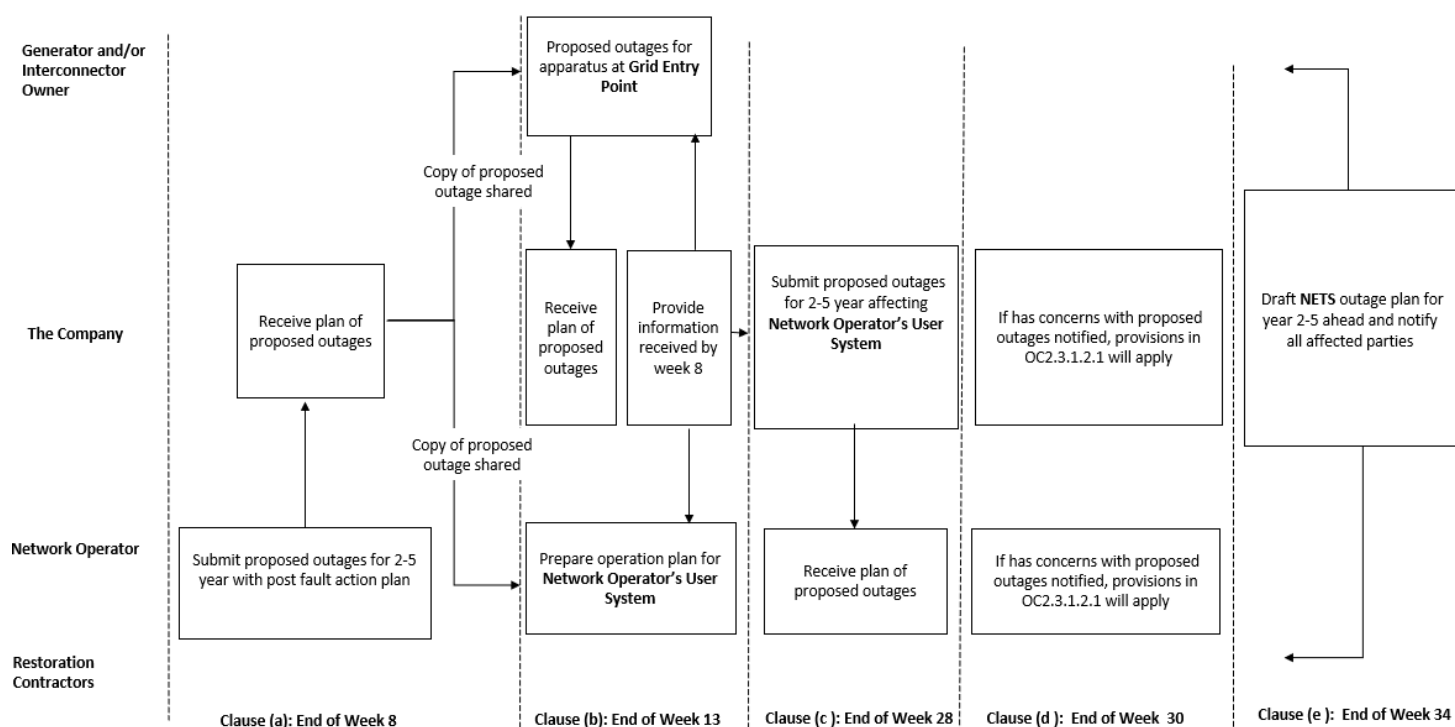 Generator and/or
Interconnector
Owner
Proposed outages for
apparatus at Grid Entry
Point
Copy of proposed
outage shared
The Company
Receive plan of
proposed outages
Receive
plan of
proposed
outages
Provide
information
received by
week 8
Submit proposed outages
for 2-5 year affecting
Network Operator's User
System
If has concerns with proposed
outages notified, provisions in
OC2.3.1.2.1 will apply
Draft NETS outage plan for
year 2-5 ahead and notify
all affected parties
Copy of proposed
outage shared
Network Operator
Submit proposed outages for 2-5
year with post fault action plan
Prepare operation plan for
Network Operator's User
System
Receive plan of
proposed outages
If has concerns with proposed
outages notified, provisions in
OC2.3.1.2.1 will apply
Restoration
Contractors
Clause (a): End of Week 8
Clause (b): End of Week 13
Clause (c ): End of Week 28
Clause (d ):  End of Week  30
Clause (e ):  End of Week 34